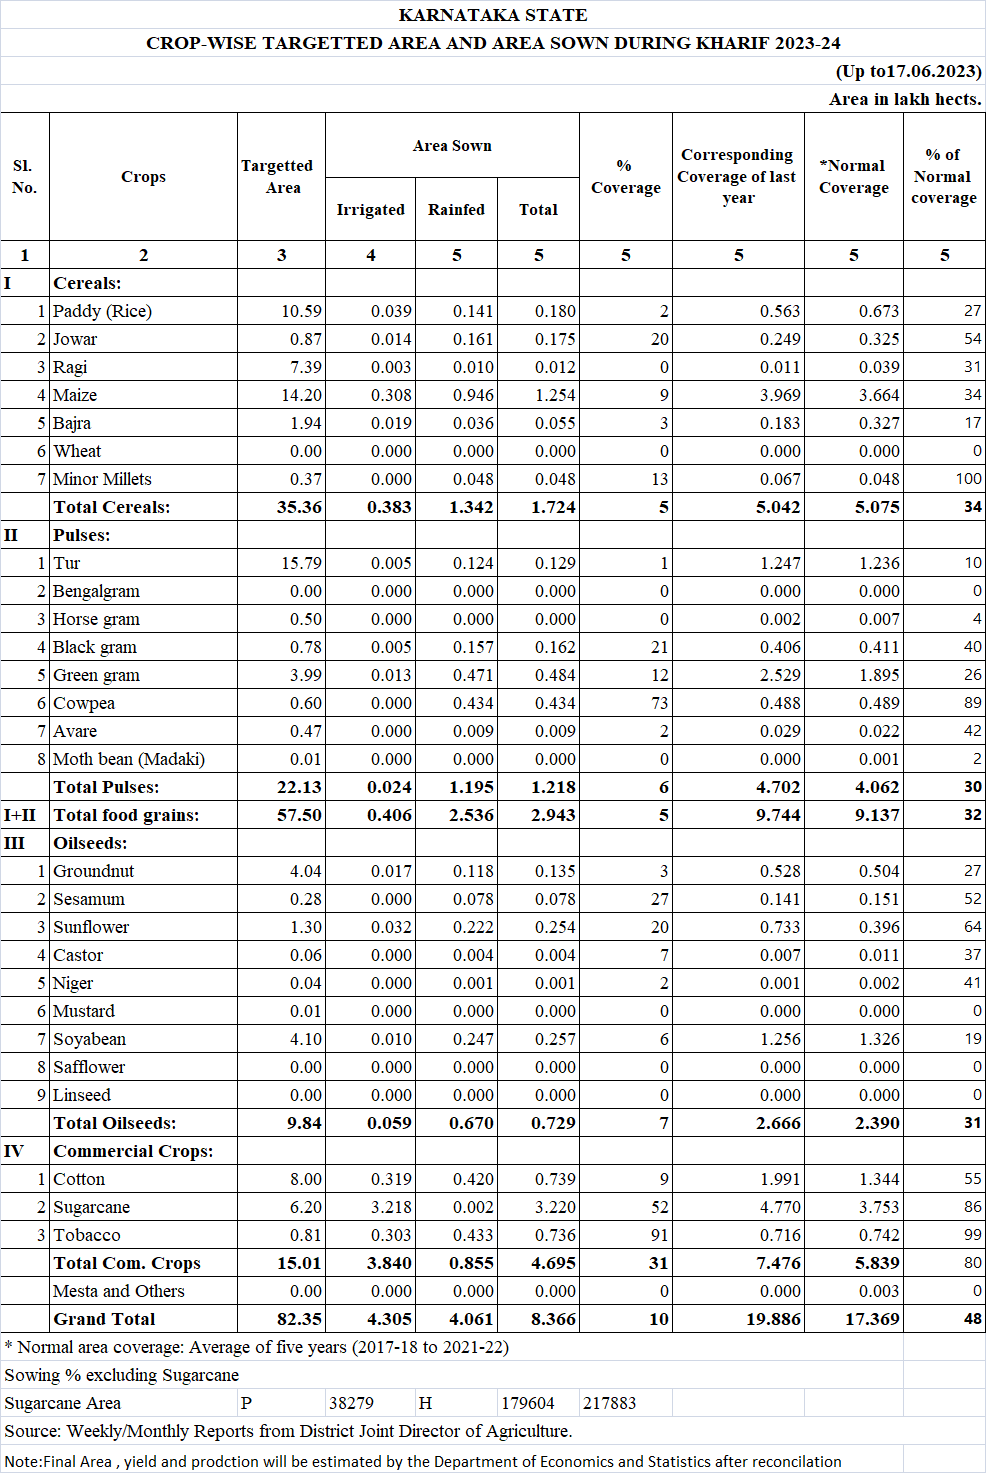 KARNATAKA STATE
CROP-WISE TARGETTED AREA AND AREA SOWN DURING KHARIF 2023-24
(Up to17.06.2023)
Area in lakh hects.
Sl. No. Crops Targetted Area Area Sown % Coverage Corresponding Coverage of last year *Normal Coverage % of Normal coverage
Irrigated Rainfed Total
1 2 3 4 5 5 5 5 5 5
I Cereals:
1 Paddy (Rice) 10.59 0.039 0.141 0.180 2 0.563 0.673 27
2 Jowar 0.87 0.014 0.161 0.175 20 0.249 0.325 54
3 Ragi 7.39 0.003 0.010 0.012 0 0.011 0.039 31
4 Maize 14.20 0.308 0.946 1.254 9 3.969 3.664 34
5 Bajra 1.94 0.019 0.036 0.055 3 0.183 0.327 17
6 Wheat 0.00 0.000 0.000 0.000 0 0.000 0.000 0
7 Minor Millets 0.37 0.000 0.048 0.048 13 0.067 0.048 100
Total Cereals: 35.36 0.383 1.342 1.724 5 5.042 5.075 34
II Pulses:
1 Tur 15.79 0.005 0.124 0.129 1 1.247 1.236 10
2 Bengalgram 0.00 0.000 0.000 0.000 0 0.000 0.000 0
3 Horse gram 0.50 0.000 0.000 0.000 0 0.002 0.007 4
4 Black gram 0.78 0.005 0.157 0.162 21 0.406 0.411 40
5 Green gram 3.99 0.013 0.471 0.484 12 2.529 1.895 26
6 Cowpea 0.60 0.000 0.434 0.434 73 0.488 0.489 89
7 Avare 0.47 0.000 0.009 0.009 2 0.029 0.022 42
8 Moth bean (Madaki) 0.01 0.000 0.000 0.000 0 0.000 0.001 2
Total Pulses: 22.13 0.024 1.195 1.218 6 4.702 4.062 30
I+II Total food grains: 57.50 0.406 2.536 2.943 5 9.744 9.137 32
III Oilseeds:
1 Groundnut 4.04 0.017 0.118 0.135 3 0.528 0.504 27
2 Sesamum 0.28 0.000 0.078 0.078 27 0.141 0.151 52
3 Sunflower 1.30 0.032 0.222 0.254 20 0.733 0.396 64
4 Castor 0.06 0.000 0.004 0.004 7 0.007 0.011 37
5 Niger 0.04 0.000 0.001 0.001 2 0.001 0.002 41
6 Mustard 0.01 0.000 0.000 0.000 0 0.000 0.000 0
7 Soyabean 4.10 0.010 0.247 0.257 6 1.256 1.326 19
8 Safflower 0.00 0.000 0.000 0.000 0 0.000 0.000 0
9 Linseed 0.00 0.000 0.000 0.000 0 0.000 0.000 0
Total Oilseeds: 9.84 0.059 0.670 0.729 7 2.666 2.390 31
IV Commercial Crops:
1 Cotton 8.00 0.319 0.420 0.739 9 1.991 1.344 55
2 Sugarcane 6.20 3.218 0.002 3.220 52 4.770 3.753 86
3 Tobacco 0.81 0.303 0.433 0.736 91 0.716 0.742 99
Total Com. Crops 15.01 3.840 0.855 4.695 31 7.476 5.839 80
Mesta and Others 0.00 0.000 0.000 0.000 0 0.000 0.003 0
Grand Total 82.35 4.305 4.061 8.366 10 19.886 17.369 48
* Normal area coverage: Average of five years (2017-18 to 2021-22)
Sowing % excluding Sugarcane
Sugarcane Area P 38279 H 179604 217883
Source: Weekly/Monthly Reports from District Joint Director of Agriculture.
Note:Final Area , yield and prodction will be estimated by the Department of Economics and Statistics after reconcilation